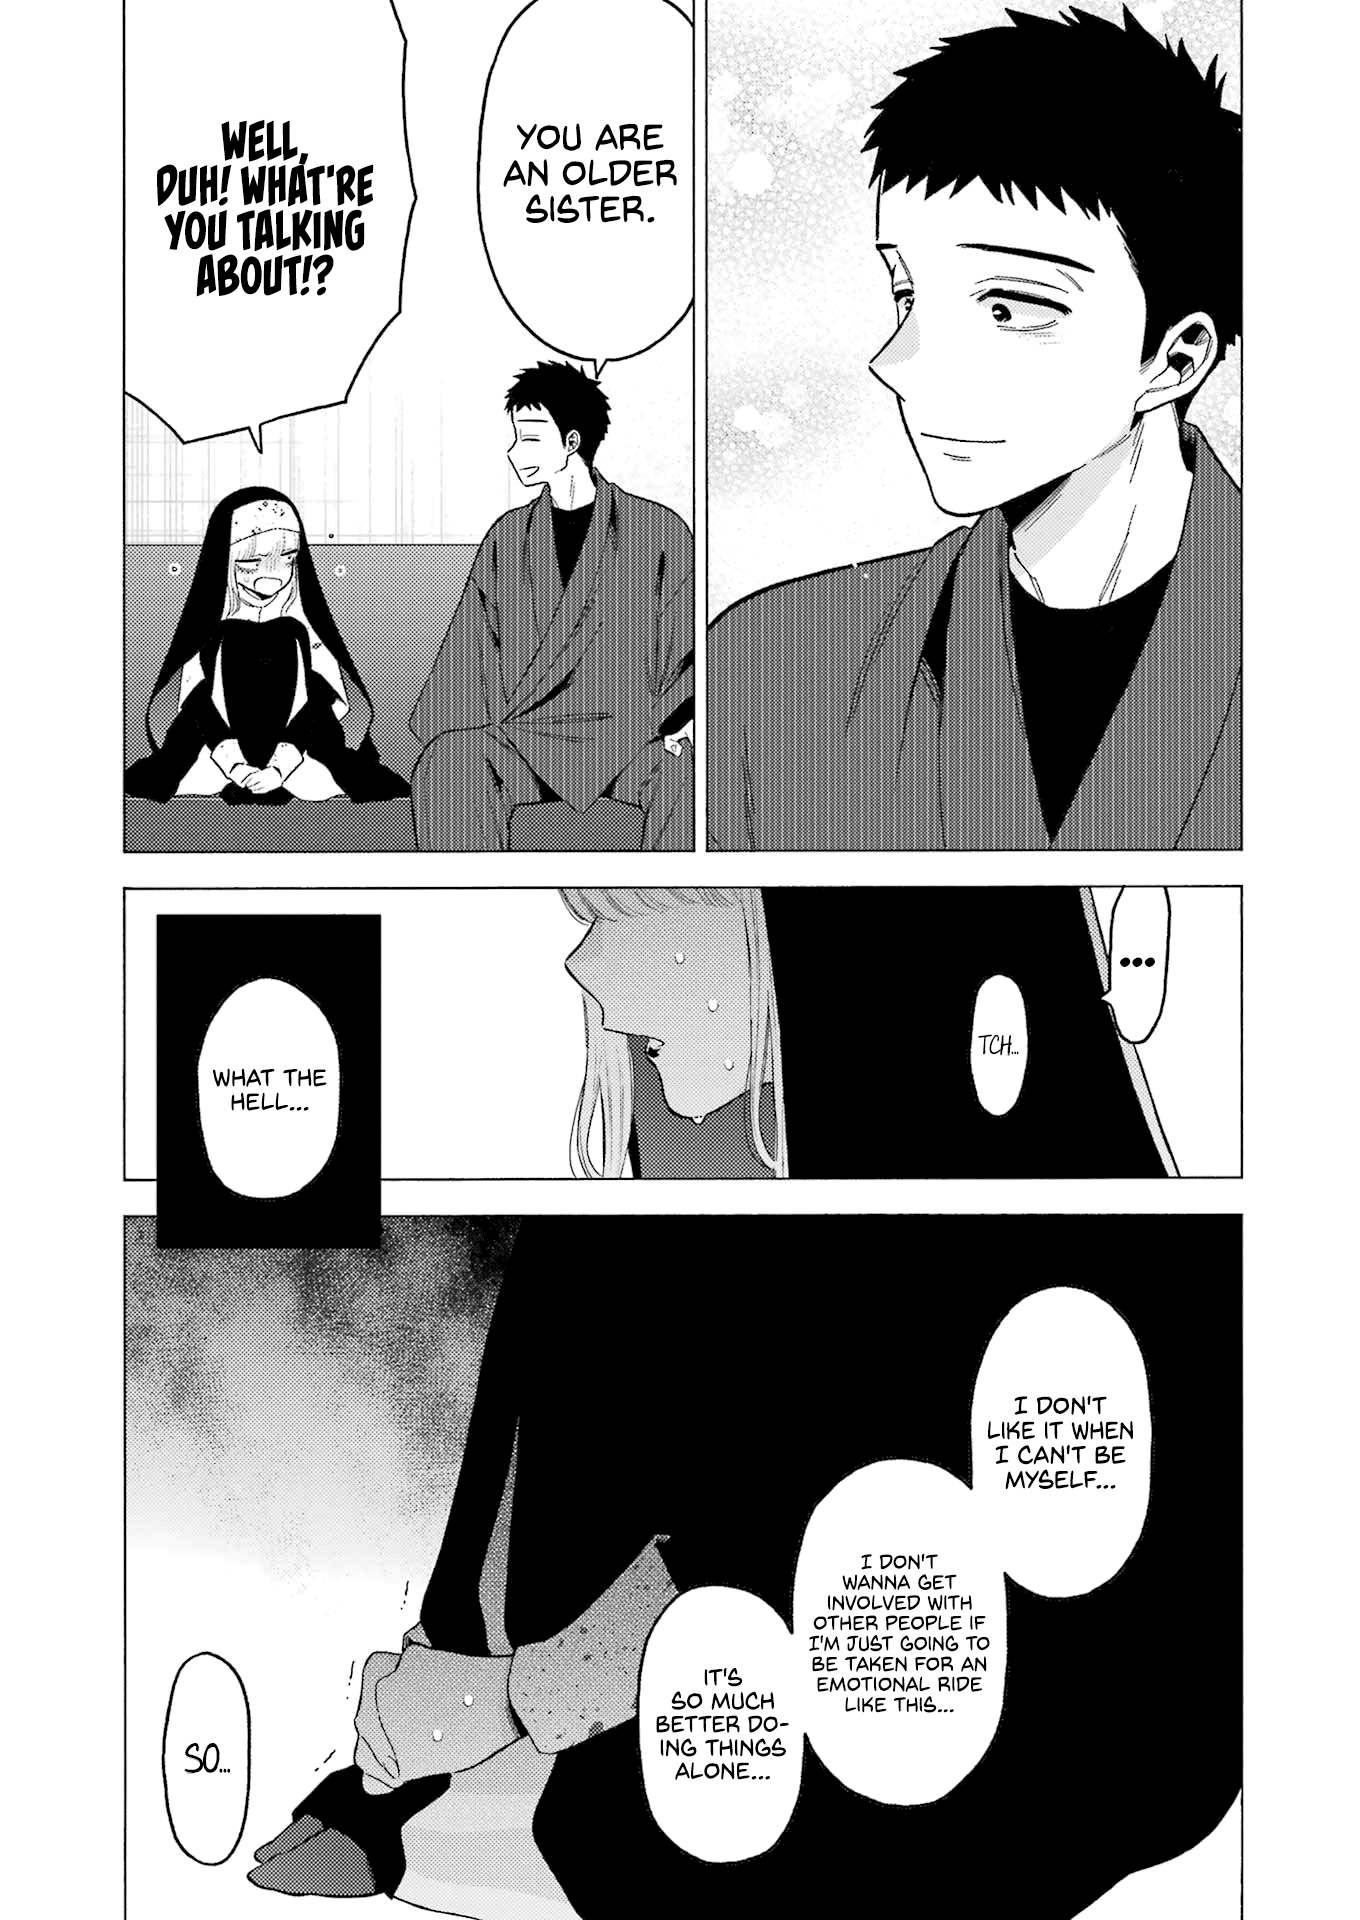 YOU ARE
AN OLDER
SISTER.
WELL,
DUH! WHAT'RE
YOU TALKING
ABOUT!?
...
TCH...
WHAT THE
HELL...
I DON'T
LIKE IT WHEN
I CAN'T BE
MYSELF...
I DON'T
WANNA GET
INVOLVED WITH
OTHER PEOPLE IF
I'M JUST GOING TO
BE TAKEN FOR AN
EMOTIONAL RIDE
LIKE THIS...
IT'S
SO MUCH
BETTER DO-
ING THINGS
ALONE...
SO...